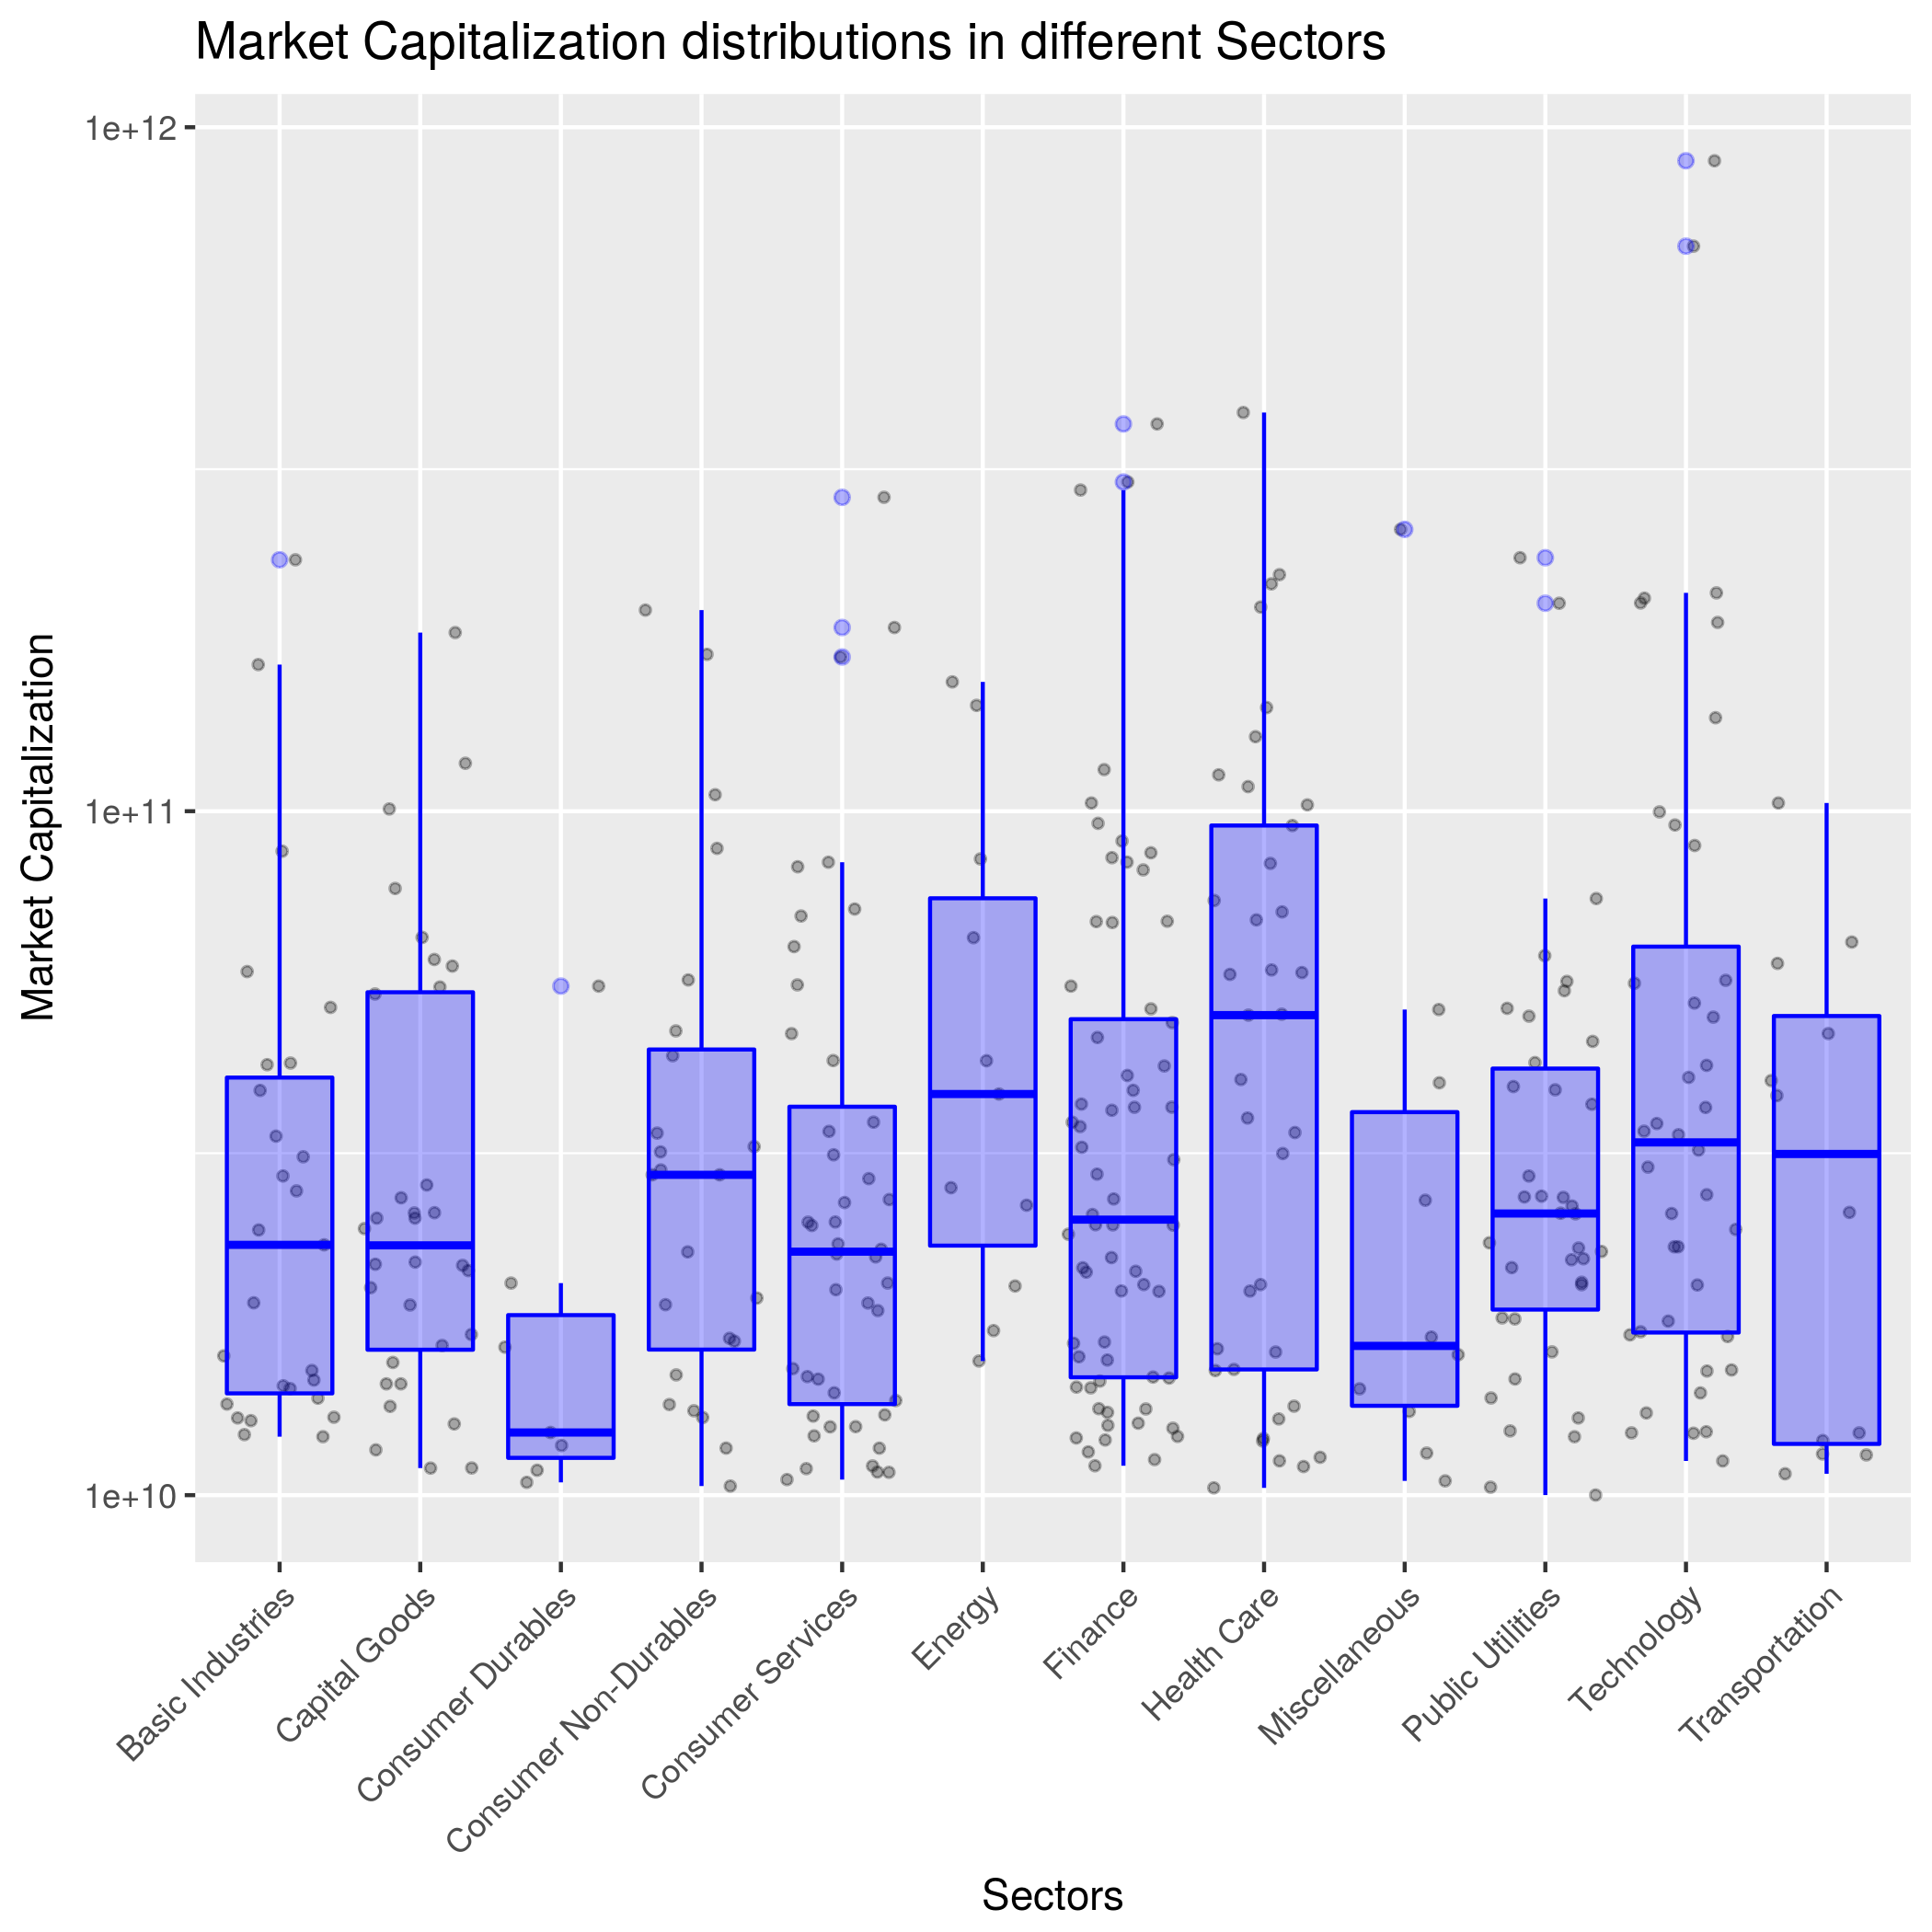 Market Capitalization distributions in different Sectors
Market Capitalization
1e+12
1e+11
1e+10
Basic Industries
Capital Goods
Consumer Durables
Consumer Non-Durables
Consumer Services
Energy
Finance
Health Care
Miscellaneous
Public Utilities
Technology
Transportation
Sectors